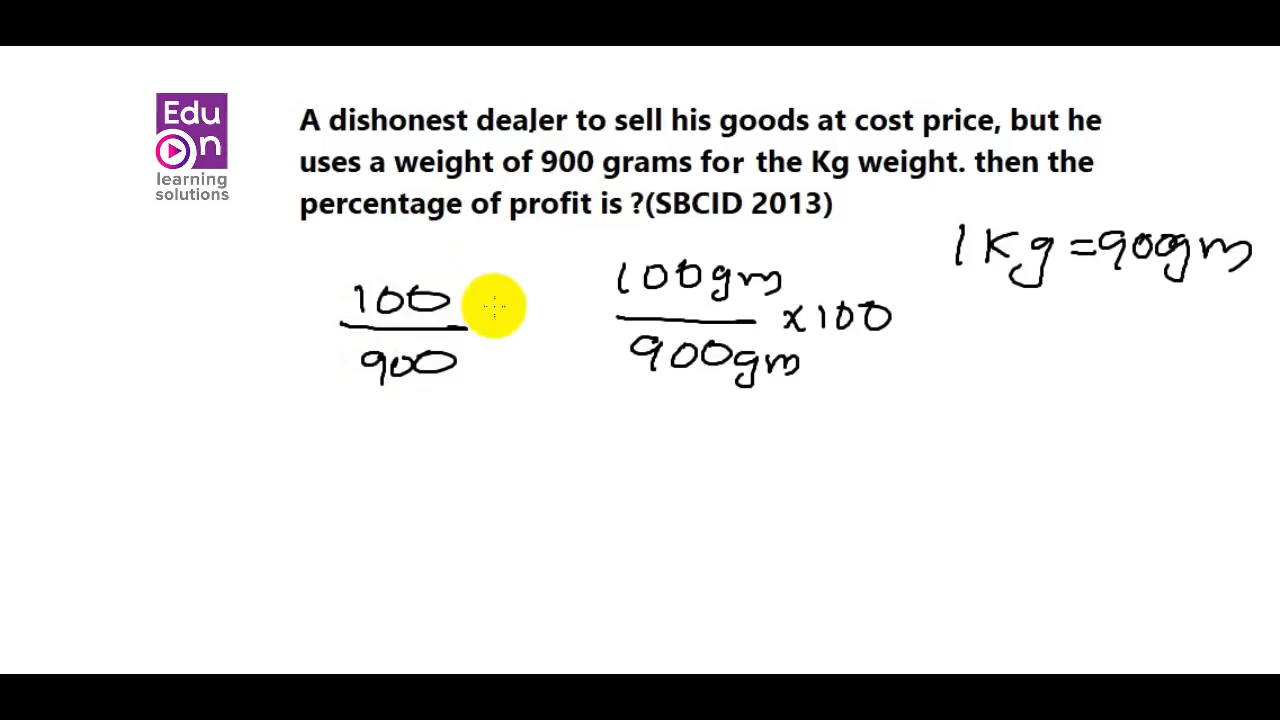 Edu
On
learning
solutions
A dishonest dealer to sell his goods at cost price, but he
uses a weight of 900 grams for the Kg weight. then the
percentage of profit is ?(SBCID 2013)
1 Kg = 900gm
100
900
100gm
900gm
x 100